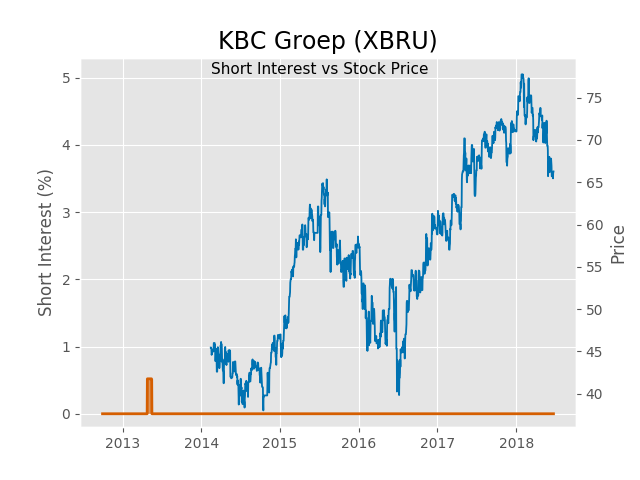 KBC Groep (XBRU)
Short Interest vs Stock Price
Short Interest (%)
5
4
3
2
1
0
75
70
65
60
55
50
45
40
Price
2013 2014 2015 2016 2017 2018